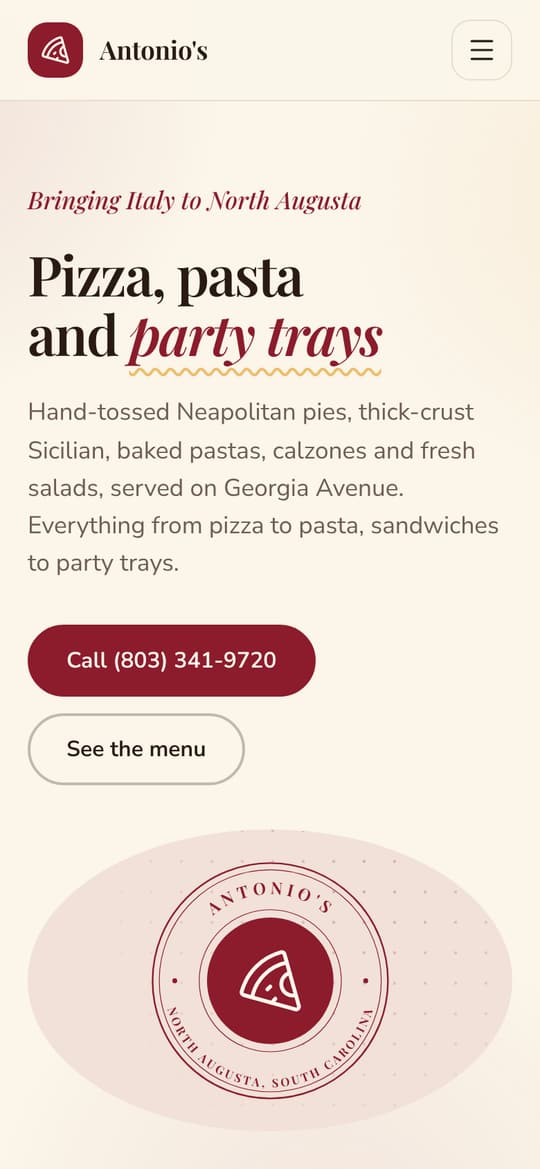 Antonio's
Bringing Italy to North Augusta
Pizza, pasta
and party trays
Hand-tossed Neapolitan pies, thick-crust
Sicilian, baked pastas, calzones and fresh
salads, served on Georgia Avenue.
Everything from pizza to pasta, sandwiches
to party trays.
Call (803) 341-9720
See the menu
ANTONIO'S
NORTH AUGUSTA, SOUTH CAROLINA